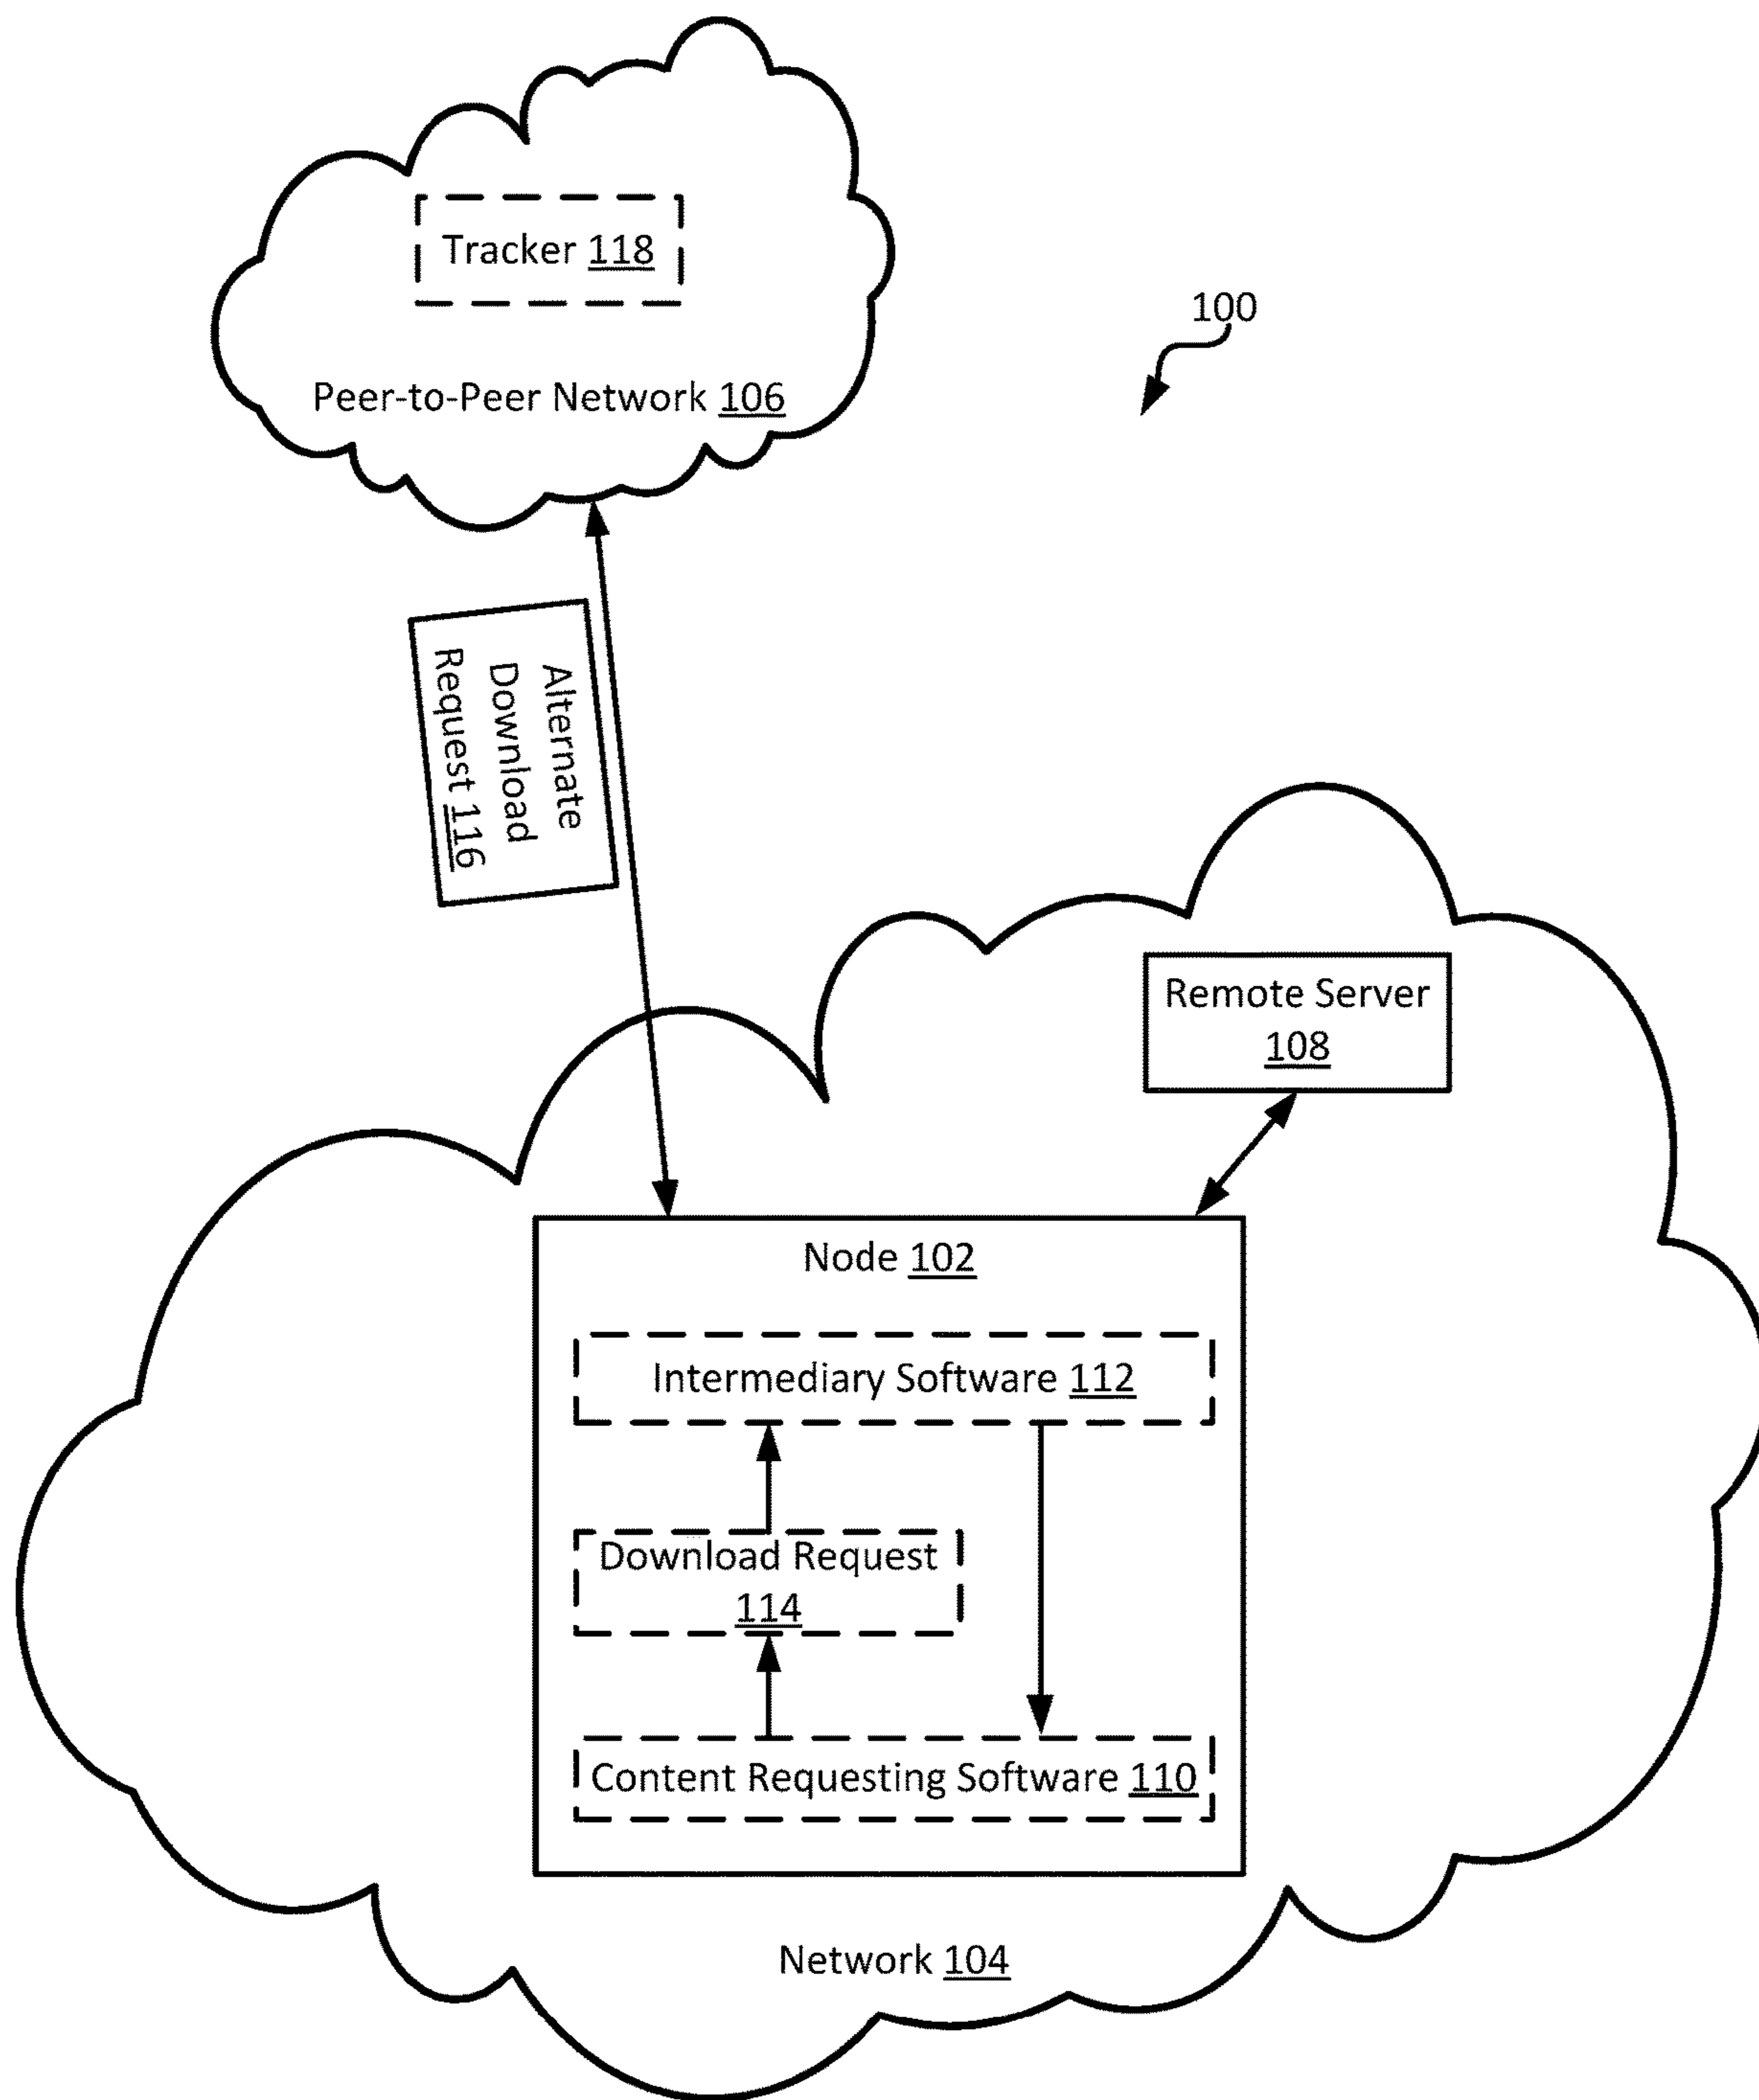 Tracker 118
100
Peer-to-Peer Network 106
Alternate
Download
Request 116
Remote Server
108
Node 102
Intermediary Software 112
Download Request
114
Content Requesting Software 110
Network 104